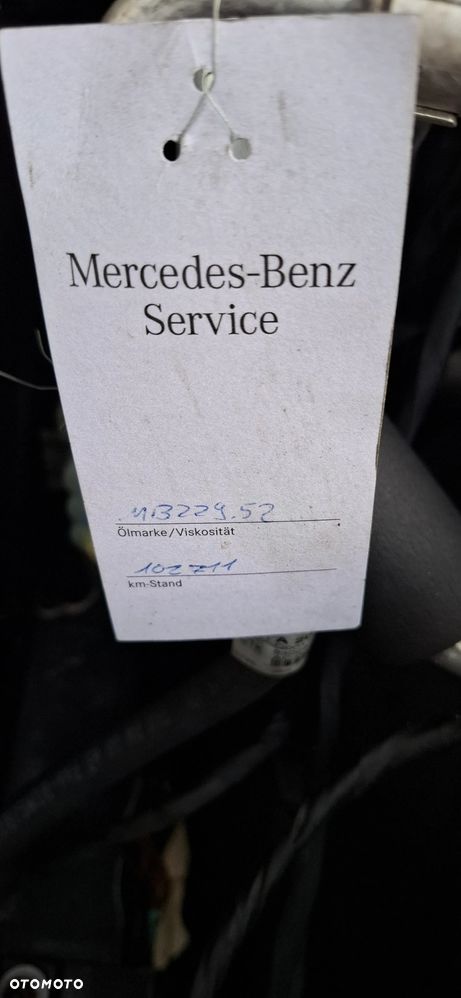 Mercedes-Benz
Service
MB229.52
Ölmarke/Viskosität
102711
km-Stand
OTOMOTO